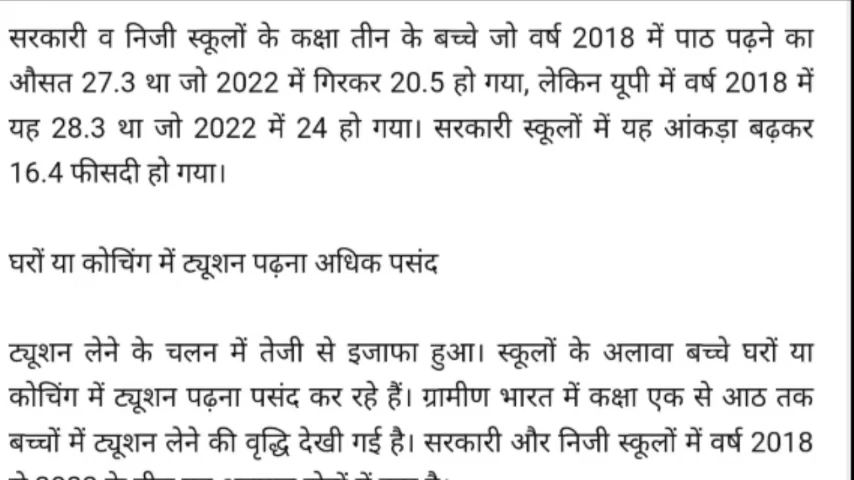 सरकारी व निजी स्कूलों के कक्षा तीन के बच्चे जो वर्ष 2018 में पाठ पढ़ने का
औसत 27.3 था जो 2022 में गिरकर 20.5 हो गया, लेकिन यूपी में वर्ष 2018 में
यह 28.3 था जो 2022 में 24 हो गया। सरकारी स्कूलों में यह आंकड़ा बढ़कर
16.4 फीसदी हो गया।
घरों या कोचिंग में ट्यूशन पढ़ना अधिक पसंद
ट्यूशन लेने के चलन में तेजी से इजाफा हुआ। स्कूलों के अलावा बच्चे घरों या
कोचिंग में ट्यूशन पढ़ना पसंद कर रहे हैं। ग्रामीण भारत में कक्षा एक से आठ तक
बच्चों में ट्यूशन लेने की वृद्धि देखी गई है। सरकारी और निजी स्कूलों में वर्ष 2018